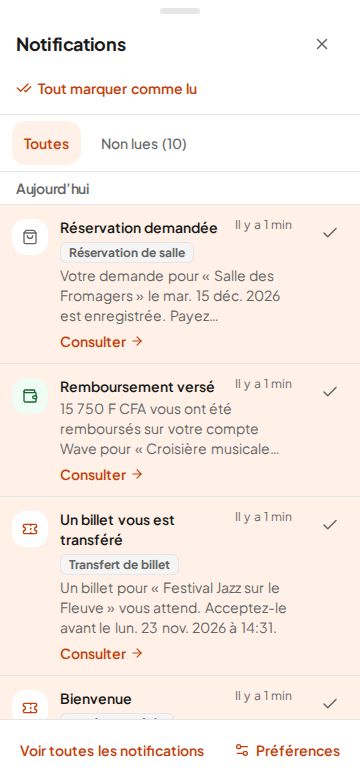 Notifications
Tout marquer comme lu
Toutes
Non lues (10)
Aujourd'hui
Réservation demandée
Il y a 1 min
Réservation de salle
Votre demande pour « Salle des
Fromagers » le mar. 15 déc. 2026
est enregistrée. Payez…
Consulter →
Remboursement versé
Il y a 1 min
15 750 F CFA vous ont été
remboursés sur votre compte
Wave pour « Croisière musicale…
Consulter →
Un billet vous est
transféré
Il y a 1 min
Transfert de billet
Un billet pour « Festival Jazz sur le
Fleuve » vous attend. Acceptez-le
avant le lun. 23 nov. 2026 à 14:31.
Consulter →
Bienvenue
Il y a 1 min
Voir toutes les notifications
Préférences